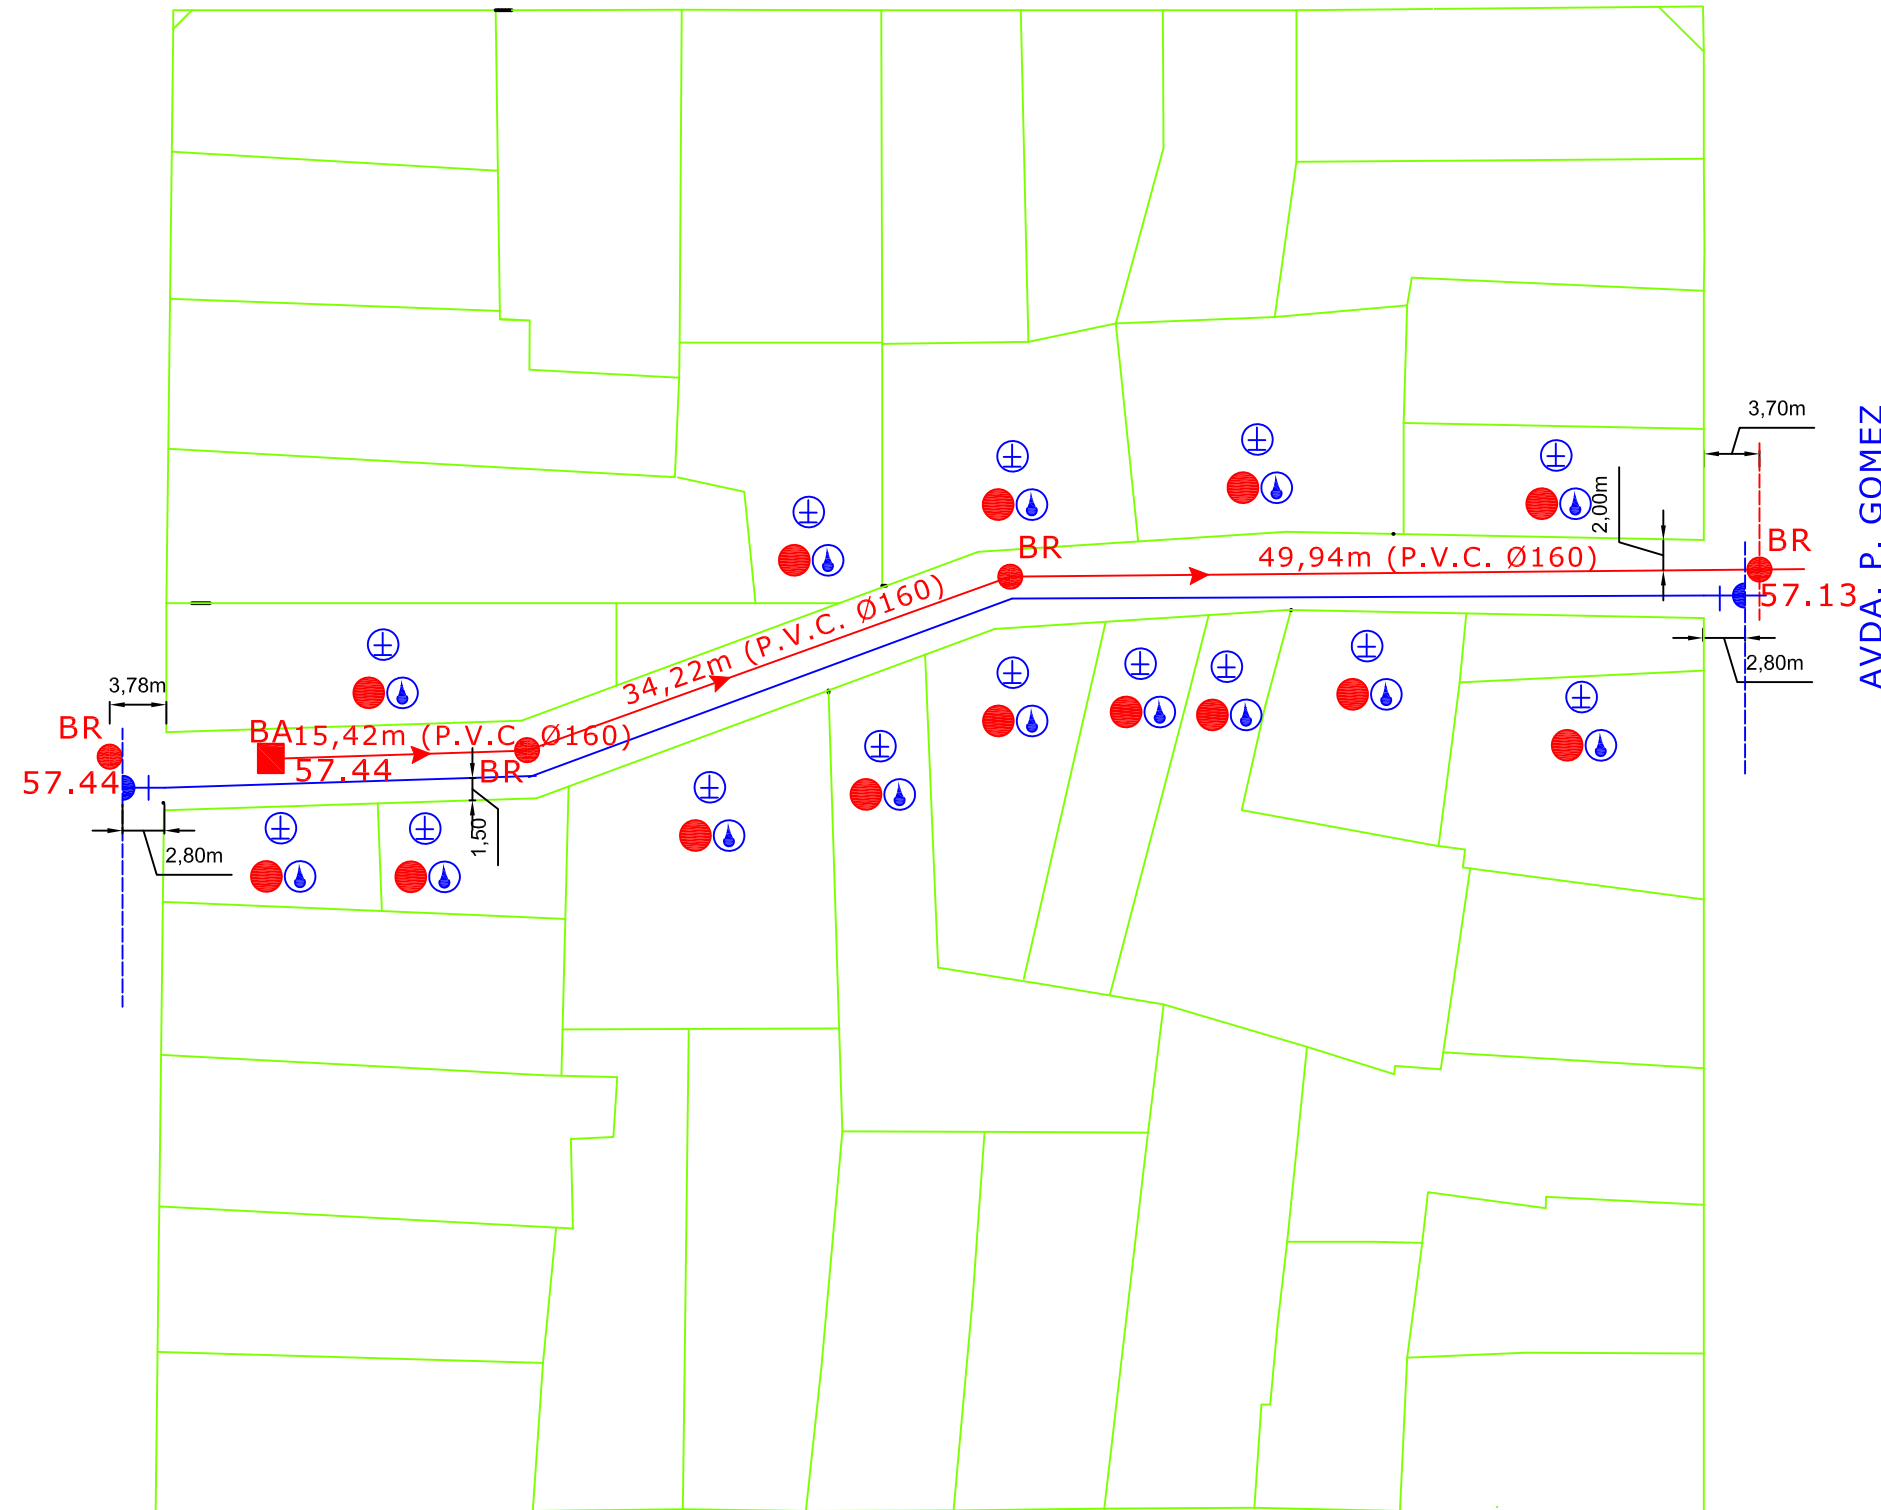 3,70m
AVDA. P. GOMEZ
2,00m
BR
49,94m (P.V.C. Ø160)
BR
57.13
34,22m (P.V.C. Ø160)
2,80m
3,78m
BR
BA
15,42m (P.V.C. Ø160)
57.44
57.44
BR
1,50
2,80m